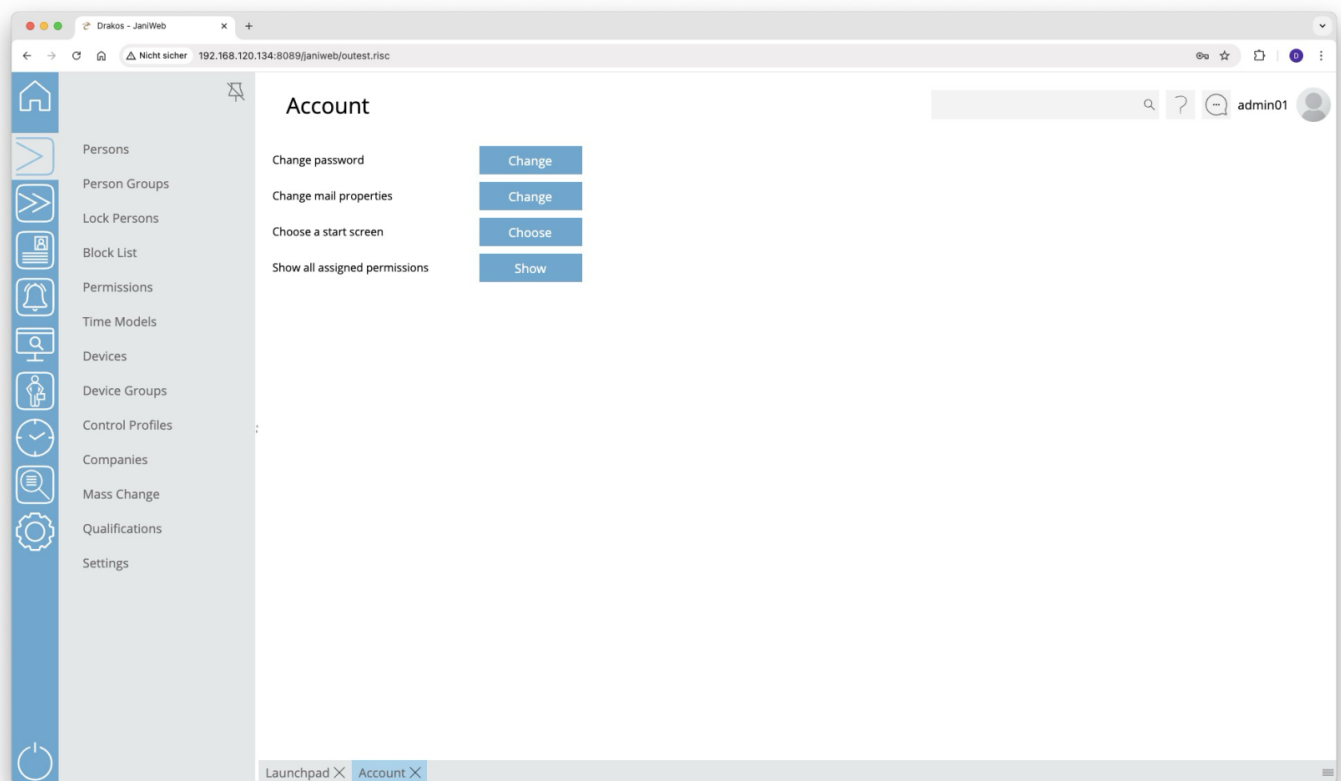 Drakos - JaniWeb
Nicht sicher 192.168.120.134:8089/janiweb/outest.risc
D
Account
admin01
Persons
Person Groups
Lock Persons
Block List
Permissions
Time Models
Devices
Device Groups
Control Profiles
Companies
Mass Change
Qualifications
Settings
Change password Change
Change mail properties Change
Choose a start screen Choose
Show all assigned permissions Show
Launchpad Account